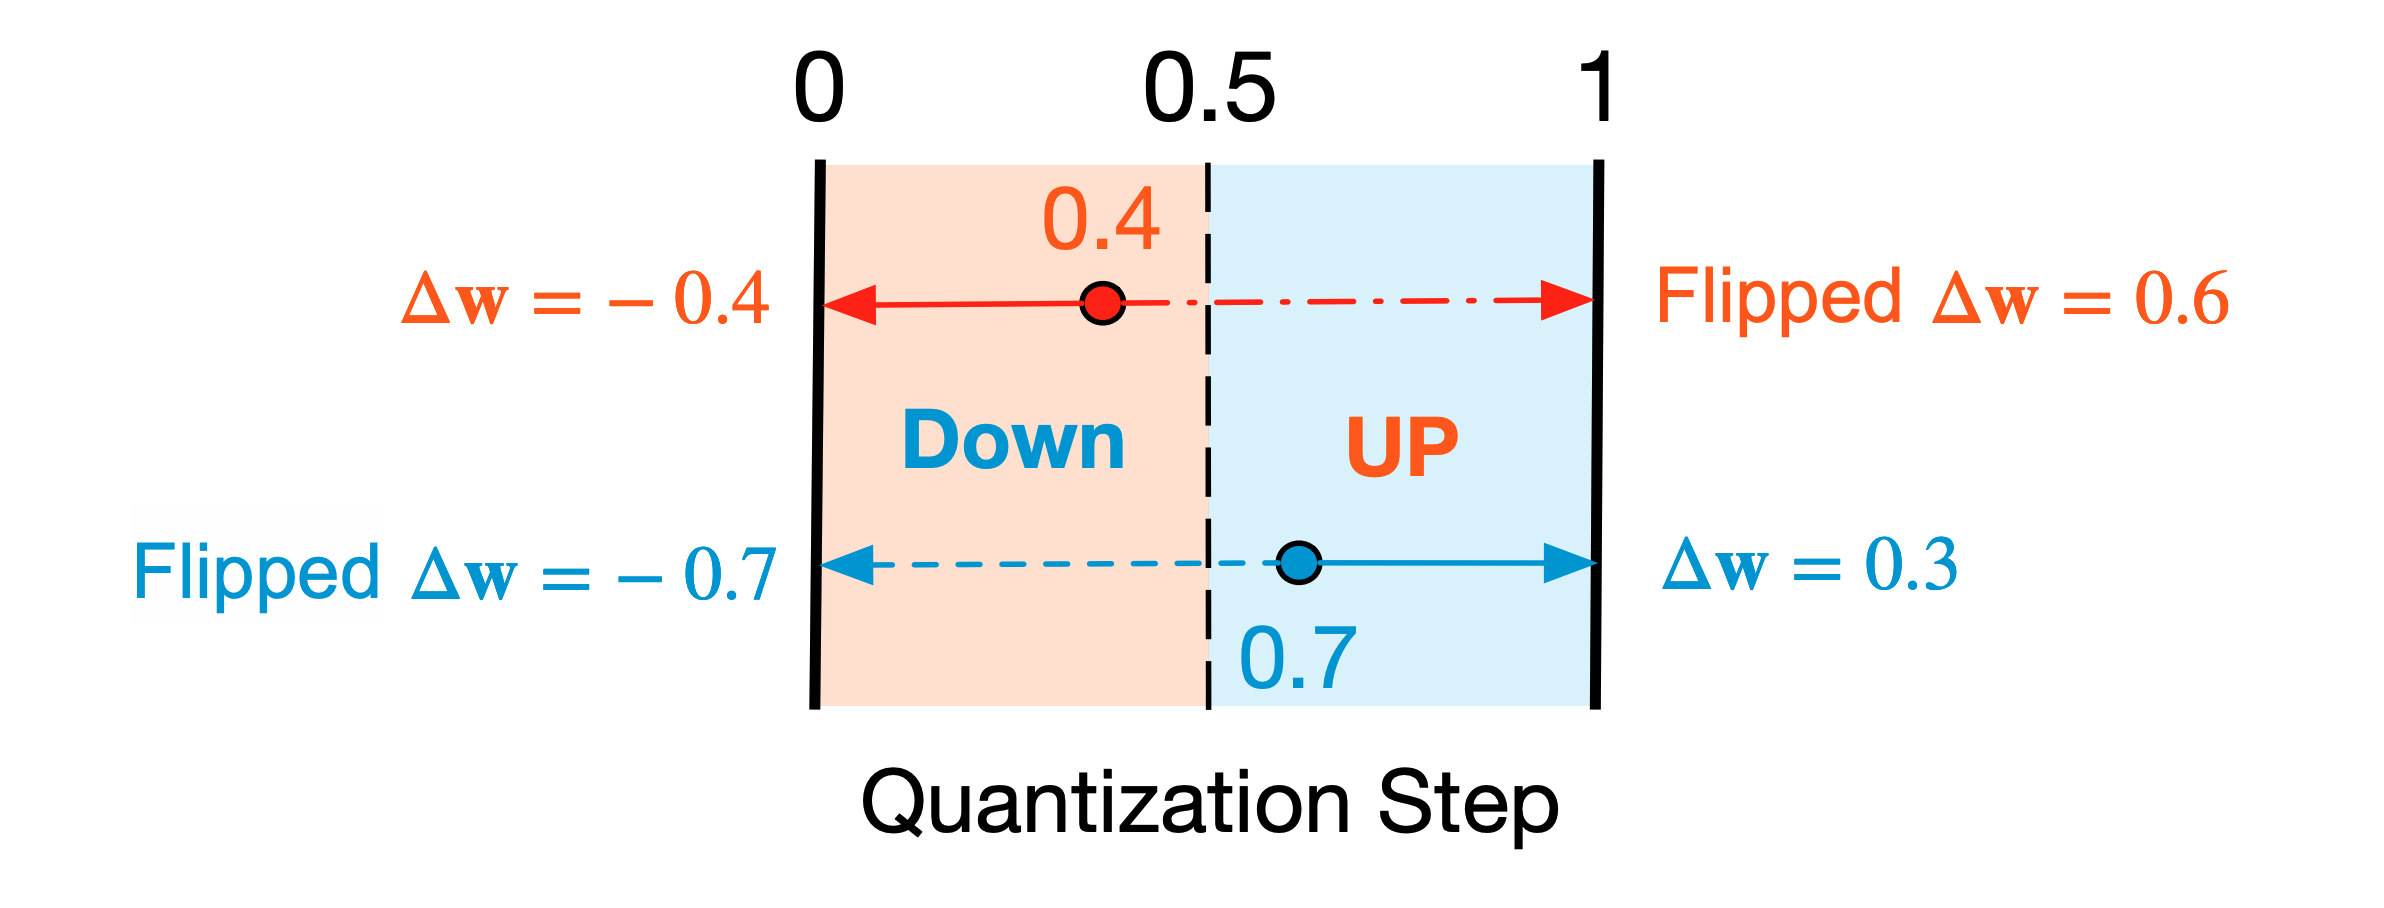 0 0.5 1
0.4
Δw = − 0.4 Flipped Δw = 0.6
Down UP
Flipped Δw = − 0.7 Δw = 0.3
0.7
Quantization Step